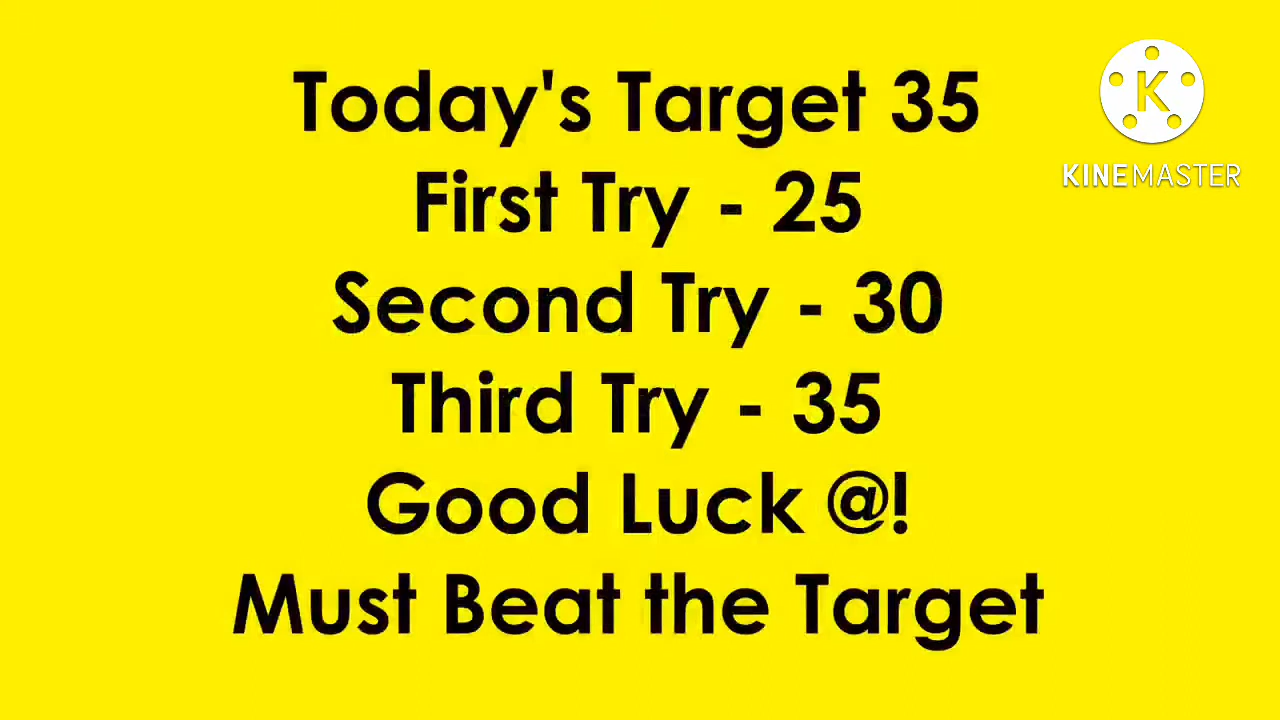 Today's Target 35
First Try - 25
Second Try - 30
Third Try - 35
Good Luck @!
Must Beat the Target
K
KINEMASTER